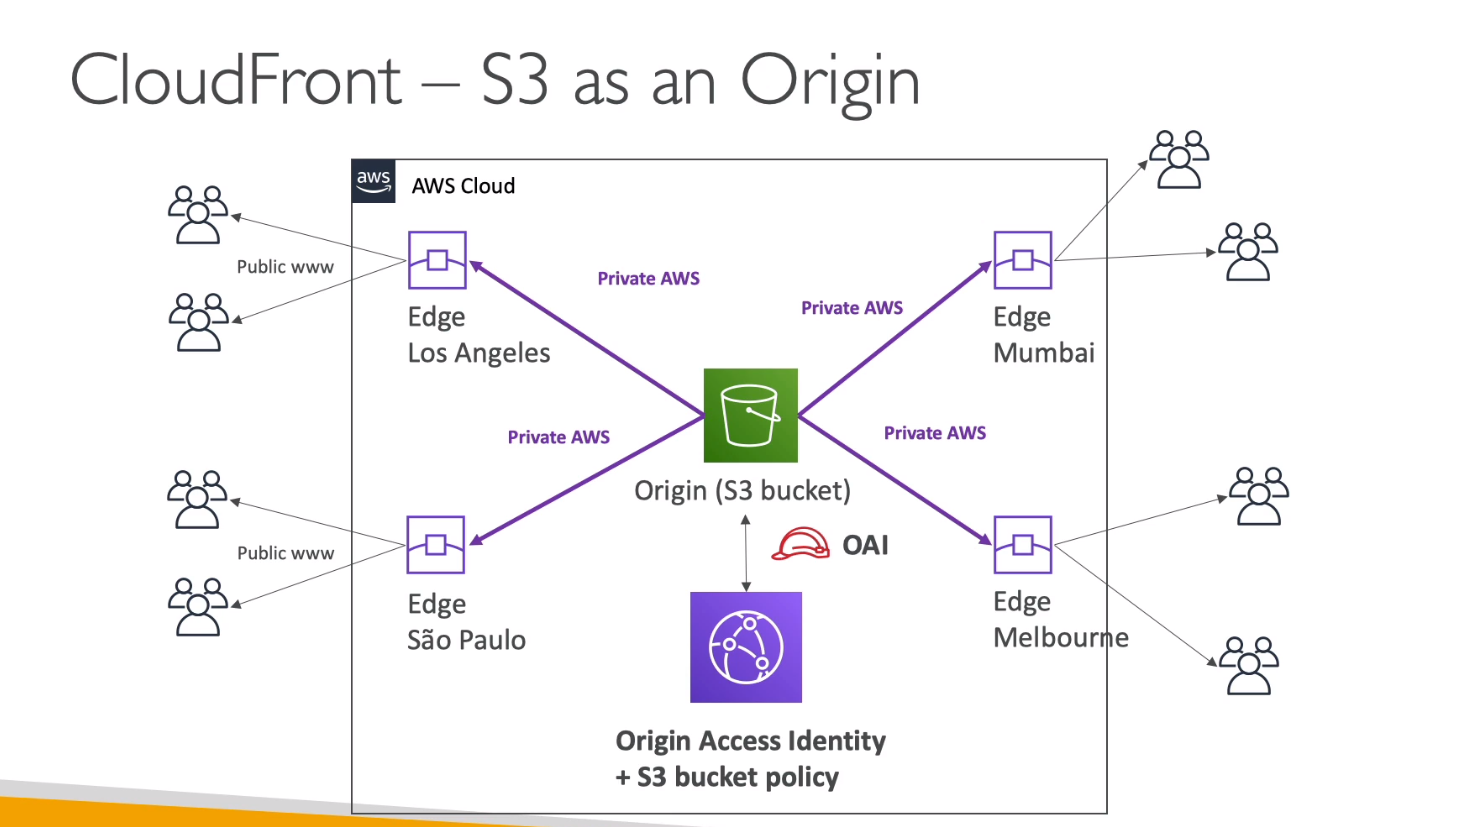 CloudFront – S3 as an Origin
aws
AWS Cloud
Public www
Private AWS
Private AWS
Edge
Los Angeles
Edge
Mumbai
Private AWS
Private AWS
Origin (S3 bucket)
OAI
Public www
Edge
São Paulo
Edge
Melbourne
Origin Access Identity
+ S3 bucket policy